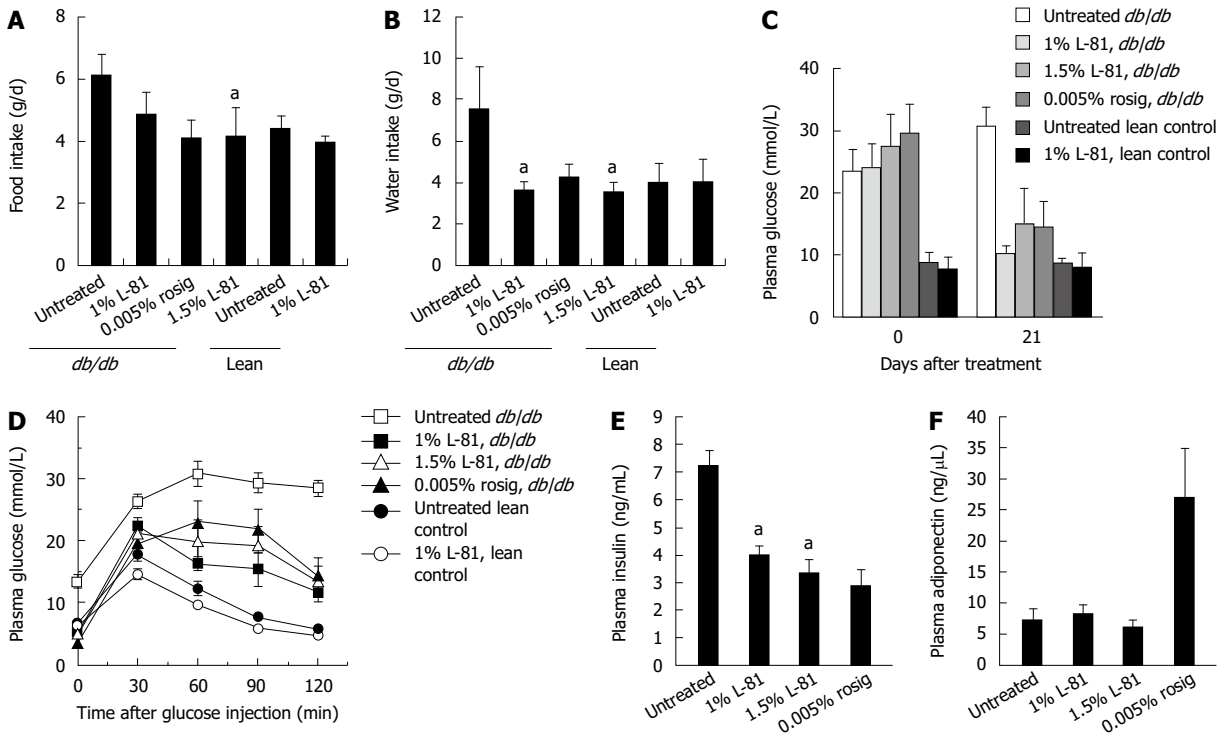 A
Food intake (g/d)
8
6
4
2
0
Untreated
1% L-81
0.005% rosig
1.5% L-81
Untreated
1% L-81
db/db
Lean
B
Water intake (g/d)
12
10
8
6
4
2
0
Untreated
1% L-81
0.005% rosig
1.5% L-81
Untreated
1% L-81
db/db
Lean
a
a
a
C
Untreated db/db
1% L-81, db/db
1.5% L-81, db/db
0.005% rosig, db/db
Untreated lean control
1% L-81, lean control
Plasma glucose (mmol/L)
40
30
20
10
0
0
21
Days after treatment
D
Plasma glucose (mmol/L)
40
30
20
10
0
0
30
60
90
120
Time after glucose injection (min)
Untreated db/db
1% L-81, db/db
1.5% L-81, db/db
0.005% rosig, db/db
Untreated lean
control
1% L-81, lean
control
E
Plasma insulin (ng/mL)
9
8
7
6
5
4
3
2
1
0
a
a
Untreated
1% L-81
1.5% L-81
0.005% rosig
F
Plasma adiponectin (ng/μL)
40
35
30
25
20
15
10
5
0
Untreated
1% L-81
1.5% L-81
0.005% rosig